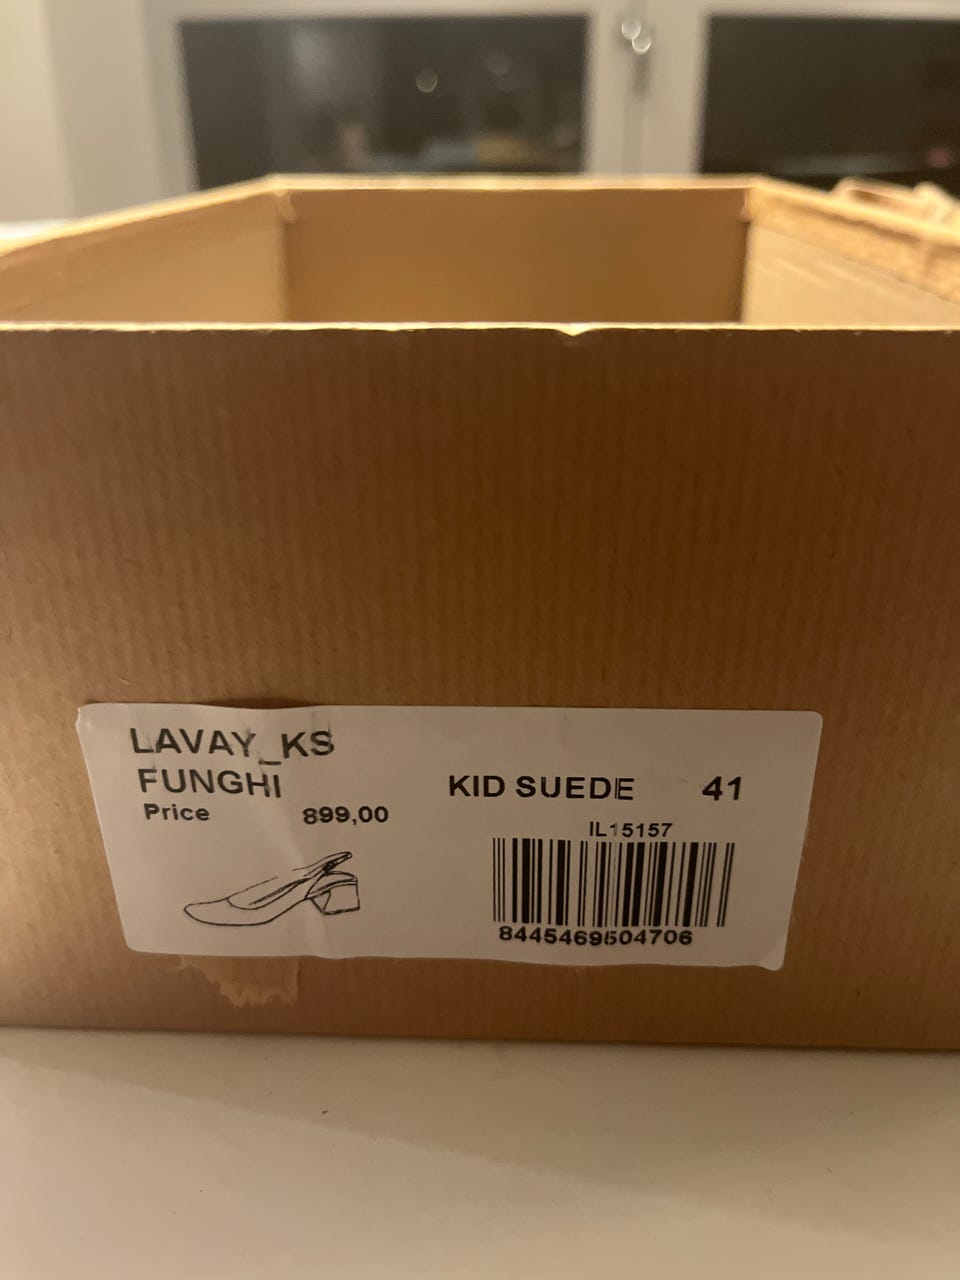 LAVAY_KS
FUNGHI
KID SUEDE 41
Price 899,00
IL15157
8445469504706